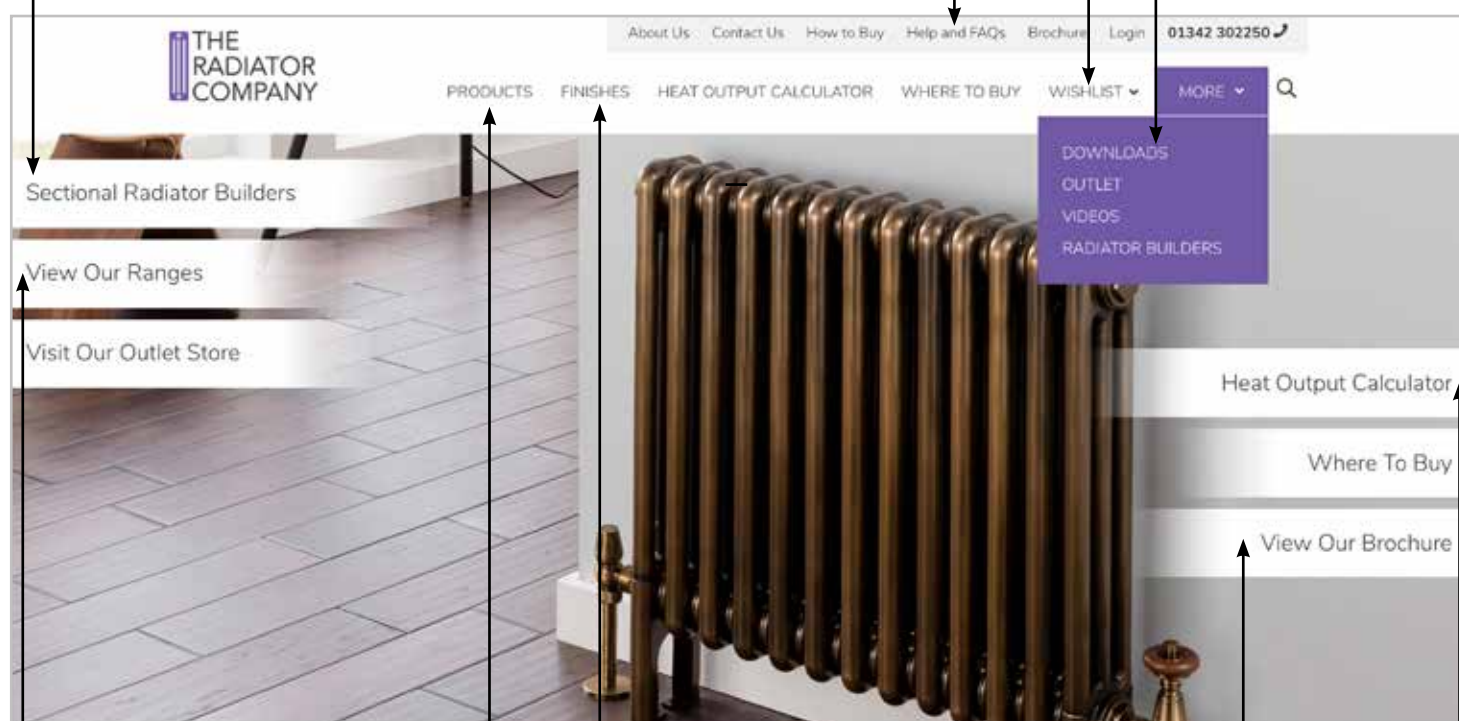 THE
RADIATOR
COMPANY
About Us Contact Us How to Buy Help and FAQs Brochure Login 01342 302250
PRODUCTS FINISHES HEAT OUTPUT CALCULATOR WHERE TO BUY WISHLIST MORE
DOWNLOADS
OUTLET
VIDEOS
RADIATOR BUILDERS
Sectional Radiator Builders
View Our Ranges
Visit Our Outlet Store
Heat Output Calculator
Where To Buy
View Our Brochure